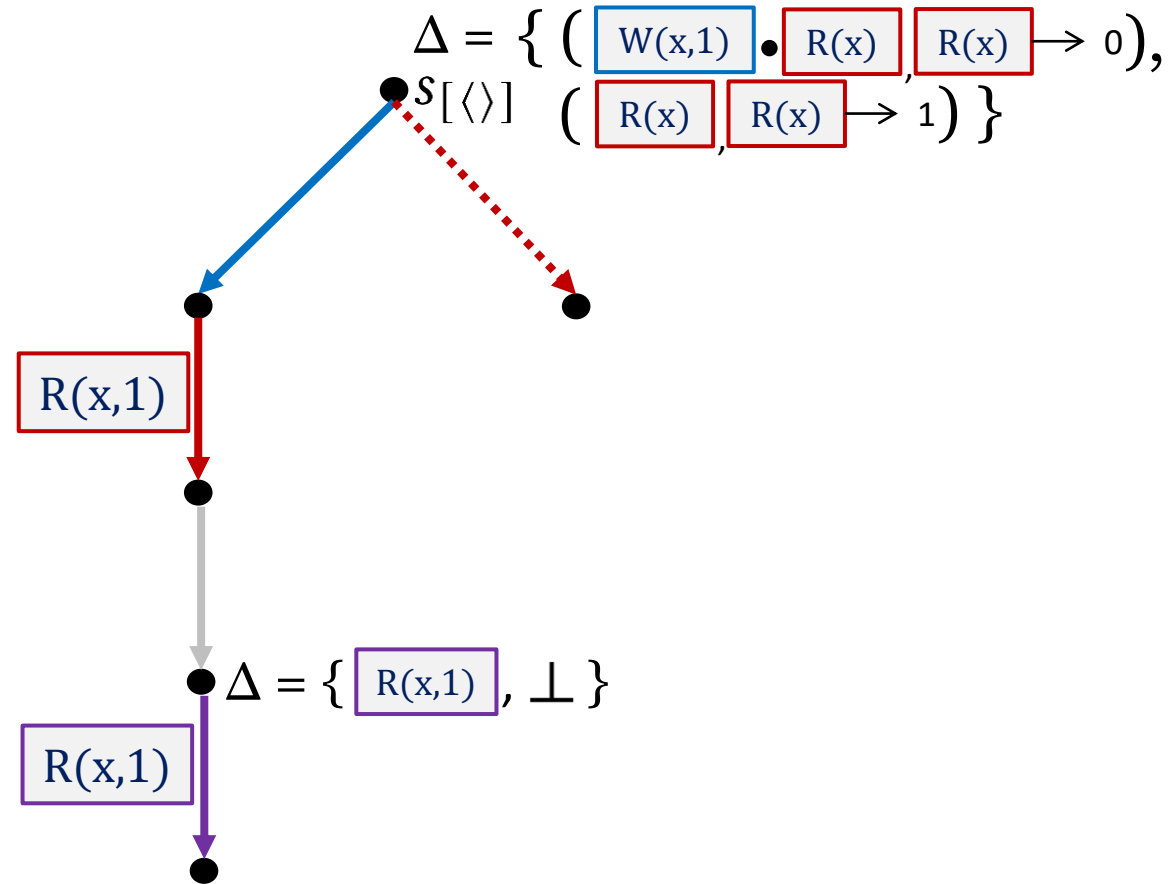 Δ = { ( W(x,1) • R(x) , R(x) → 0 ) ,
s[⟨⟩] ( R(x) , R(x) → 1 ) }
R(x,1)
Δ = { R(x,1) , ⊥ }
R(x,1)